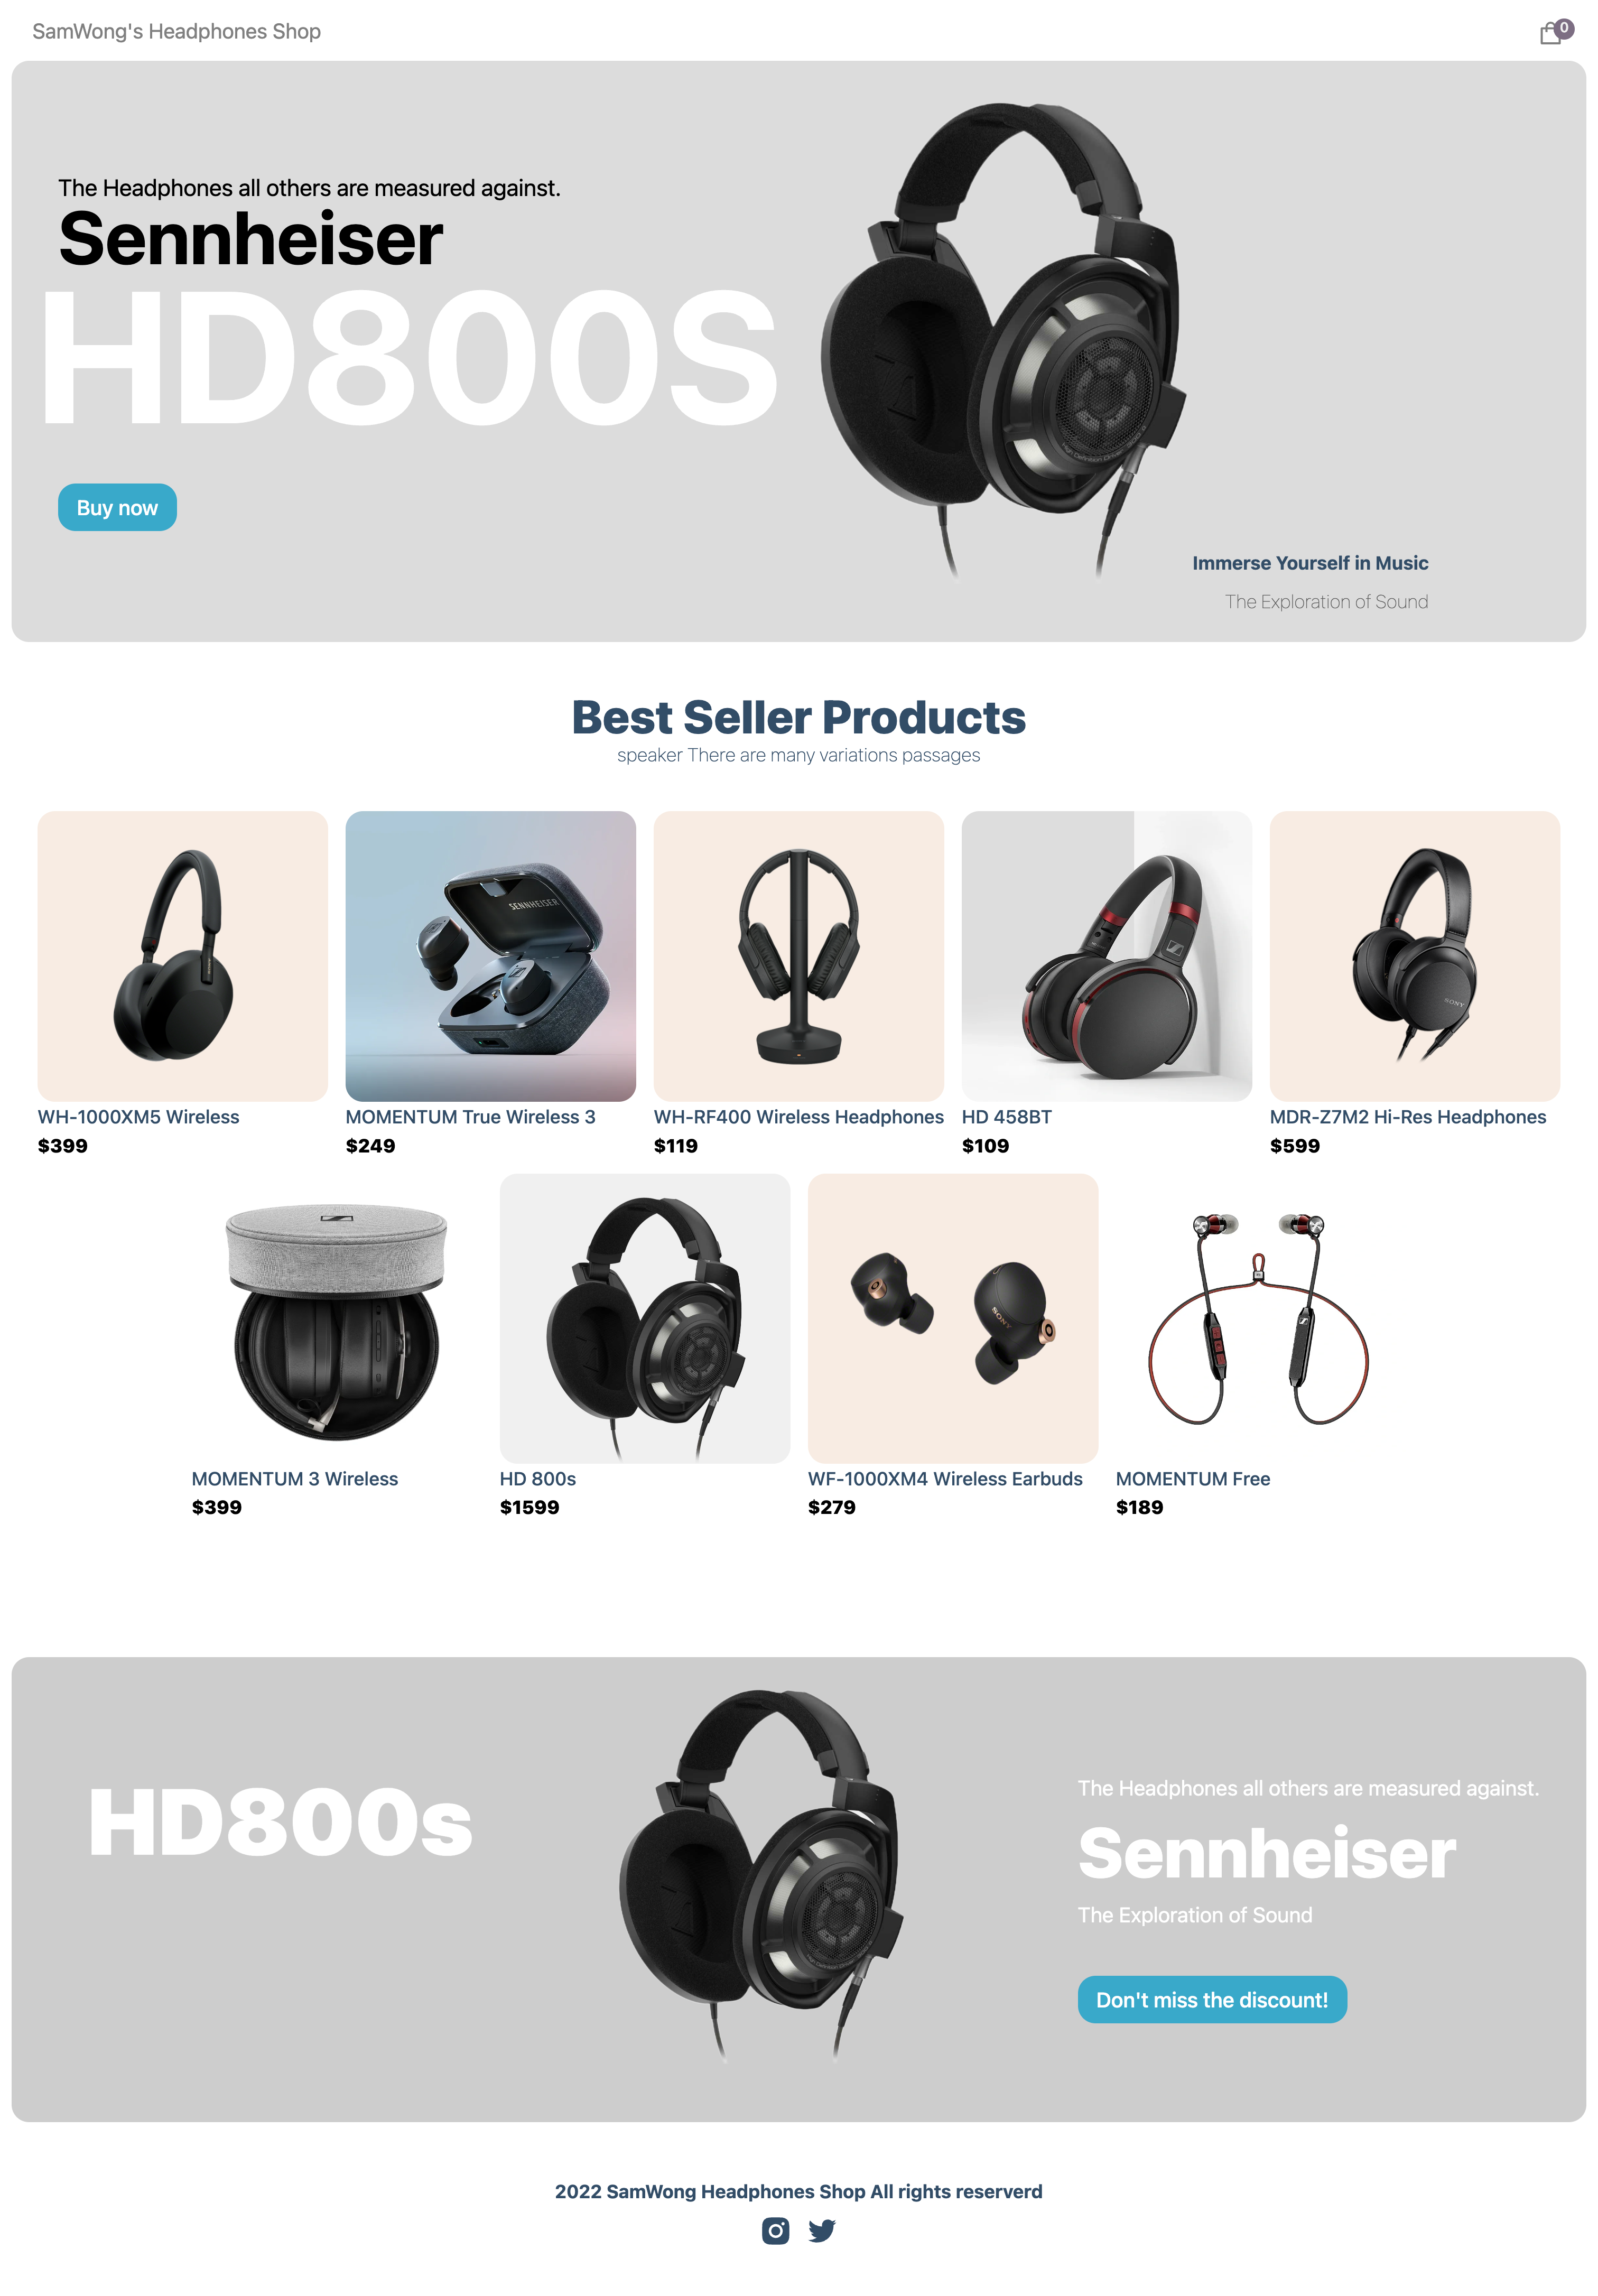 SamWong's Headphones Shop
0
The Headphones all others are measured against.
Sennheiser
HD800S
Buy now
Immerse Yourself in Music
The Exploration of Sound
Best Seller Products
speaker There are many variations passages
SENNHEISER
SONY
WH-1000XM5 Wireless
$399
MOMENTUM True Wireless 3
$249
WH-RF400 Wireless Headphones
$119
HD 458BT
$109
MDR-Z7M2 Hi-Res Headphones
$599
SONY
MOMENTUM 3 Wireless
$399
HD 800s
$1599
WF-1000XM4 Wireless Earbuds
$279
MOMENTUM Free
$189
HD800s
The Headphones all others are measured against.
Sennheiser
The Exploration of Sound
Don't miss the discount!
2022 SamWong Headphones Shop All rights reserverd